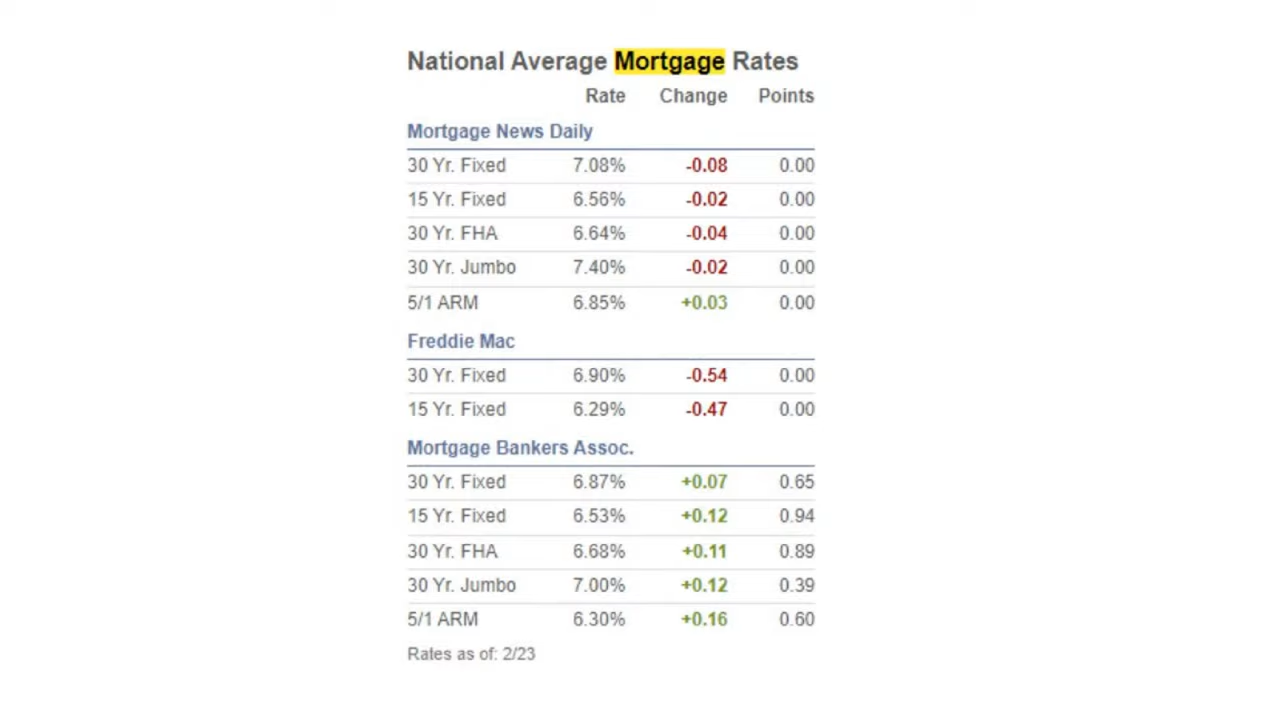 National Average Mortgage Rates
Rate Change Points
Mortgage News Daily
30 Yr. Fixed 7.08% -0.08 0.00
15 Yr. Fixed 6.56% -0.02 0.00
30 Yr. FHA 6.64% -0.04 0.00
30 Yr. Jumbo 7.40% -0.02 0.00
5/1 ARM 6.85% +0.03 0.00
Freddie Mac
30 Yr. Fixed 6.90% -0.54 0.00
15 Yr. Fixed 6.29% -0.47 0.00
Mortgage Bankers Assoc.
30 Yr. Fixed 6.87% +0.07 0.65
15 Yr. Fixed 6.53% +0.12 0.94
30 Yr. FHA 6.68% +0.11 0.89
30 Yr. Jumbo 7.00% +0.12 0.39
5/1 ARM 6.30% +0.16 0.60
Rates as of: 2/23